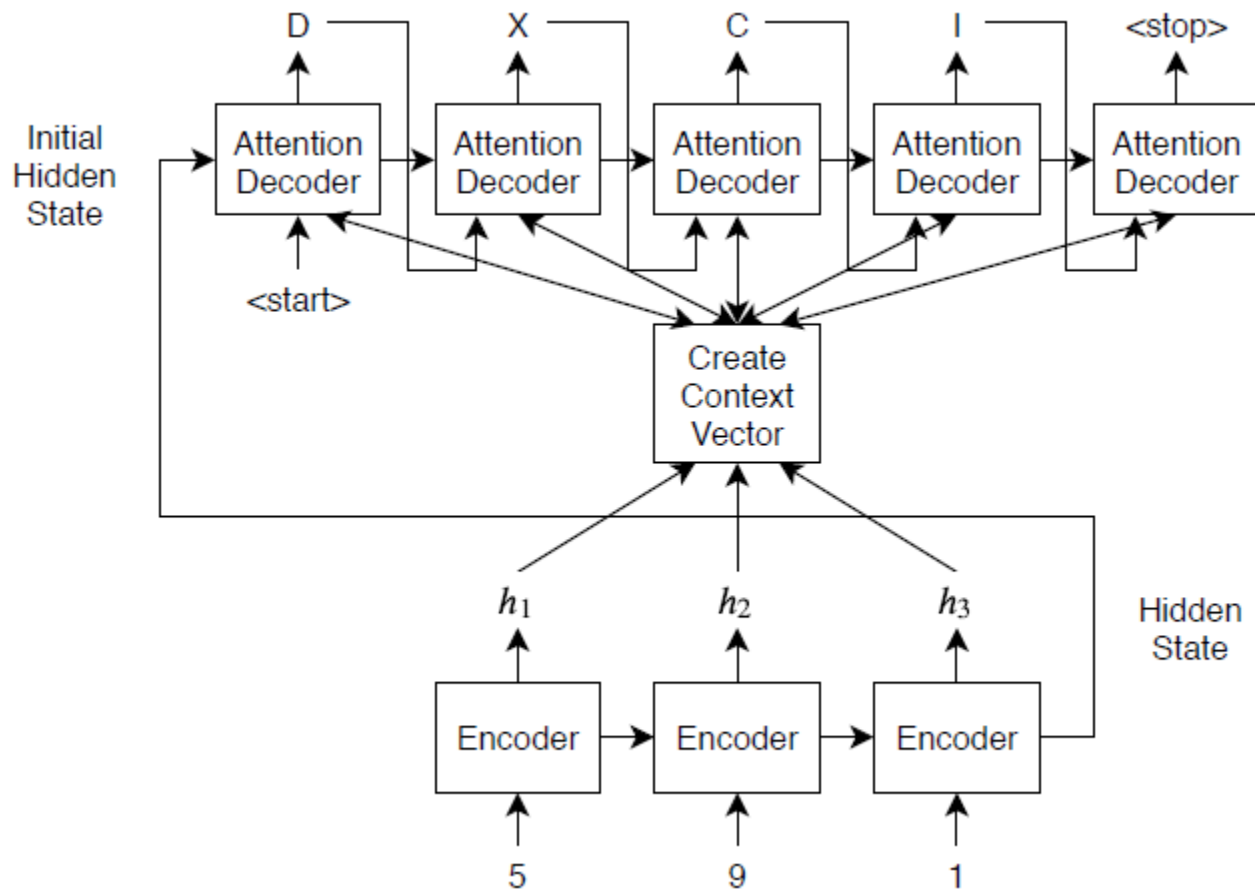 D X C I <stop>
Initial
Hidden
State
Attention
Decoder
Attention
Decoder
Attention
Decoder
Attention
Decoder
Attention
Decoder
<start>
Create
Context
Vector
h1 h2 h3
Hidden
State
Encoder Encoder Encoder
5 9 1